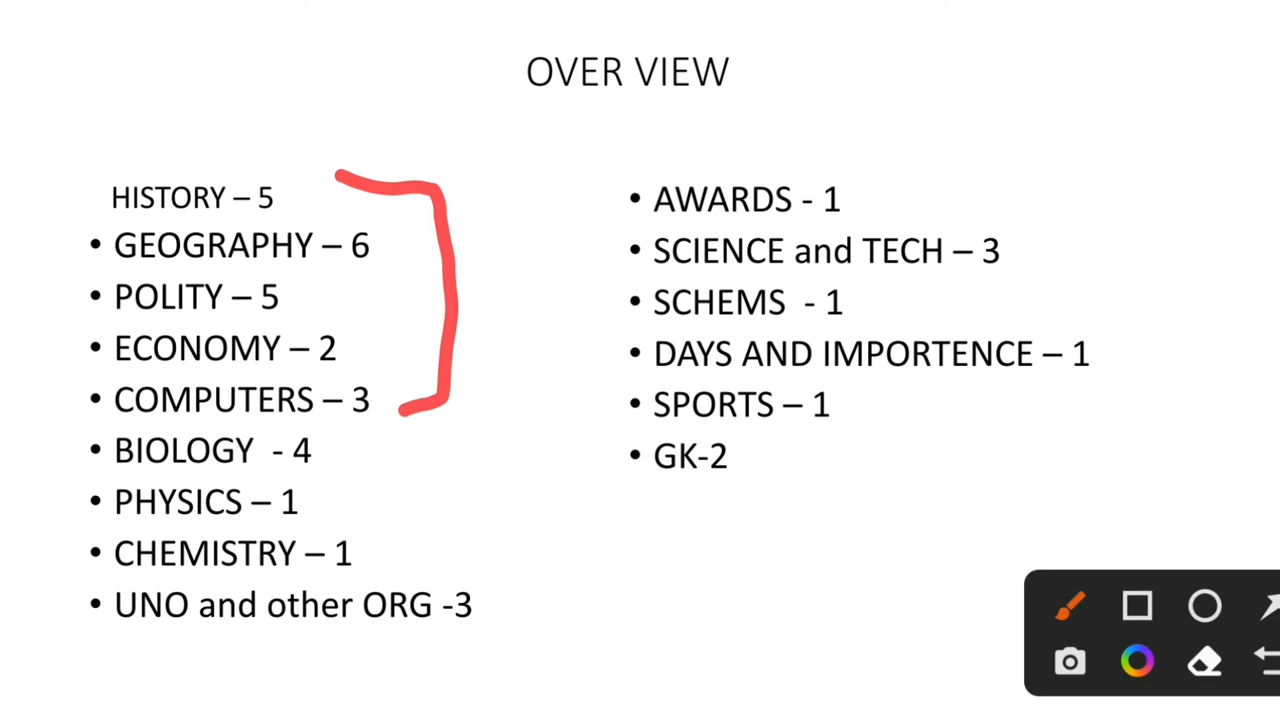 OVER VIEW
HISTORY – 5
• GEOGRAPHY – 6
• POLITY – 5
• ECONOMY – 2
• COMPUTERS – 3
• BIOLOGY - 4
• PHYSICS – 1
• CHEMISTRY – 1
• UNO and other ORG -3
• AWARDS - 1
• SCIENCE and TECH – 3
• SCHEMS - 1
• DAYS AND IMPORTENCE – 1
• SPORTS – 1
• GK-2